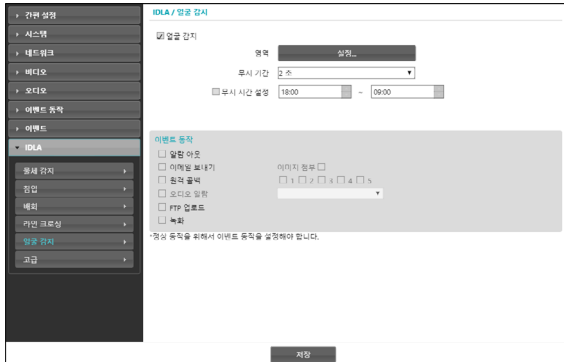 간편 설정
시스템
네트워크
비디오
오디오
이벤트 동작
이벤트
IDLA
물체 감지
침입
배회
라인 크로싱
얼굴 감지
고급
IDLA / 얼굴 감지
얼굴 감지
영역 설정...
무시 기간 2 초
무시 시간 설정 18:00 ~ 09:00
이벤트 동작
알람 아웃
이메일 보내기 이미지 첨부
원격 콜백 1 2 3 4 5
오디오 알람
FTP 업로드
녹화
*정상 동작을 위해서 이벤트 동작을 설정해야 합니다.
저장